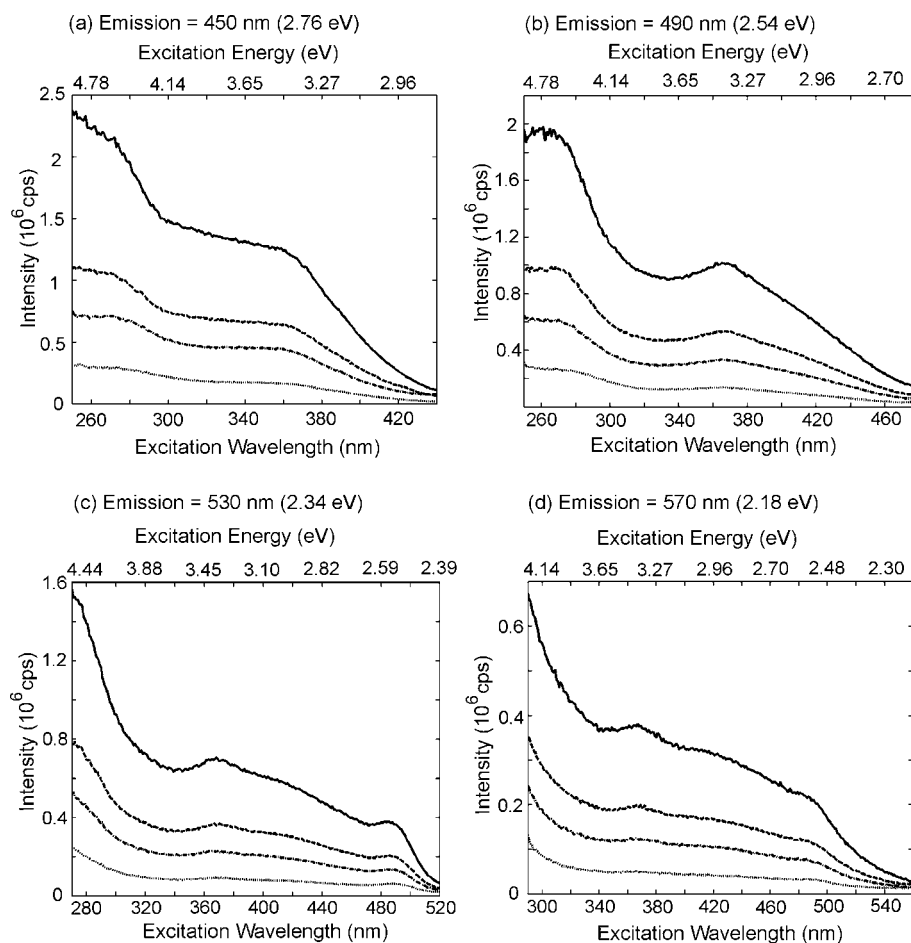 (a) Emission = 450 nm (2.76 eV)
Excitation Energy (eV)
4.78 4.14 3.65 3.27 2.96
2.5
2
1.5
1
0.5
0
Intensity (10⁶cps)
260 300 340 380 420
Excitation Wavelength (nm)
(b) Emission = 490 nm (2.54 eV)
Excitation Energy (eV)
4.78 4.14 3.65 3.27 2.96 2.70
2
1.6
1.2
0.8
0.4
Intensity (10⁶cps)
260 300 340 380 420 460
Excitation Wavelength (nm)
(c) Emission = 530 nm (2.34 eV)
Excitation Energy (eV)
4.44 3.88 3.45 3.10 2.82 2.59 2.39
1.6
1.2
0.8
0.4
0
Intensity (10⁶cps)
280 320 360 400 440 480 520
Excitation Wavelength (nm)
(d) Emission = 570 nm (2.18 eV)
Excitation Energy (eV)
4.14 3.65 3.27 2.96 2.70 2.48 2.30
0.6
0.4
0.2
0
Intensity (10⁶cps)
300 340 380 420 460 500 540
Excitation Wavelength (nm)